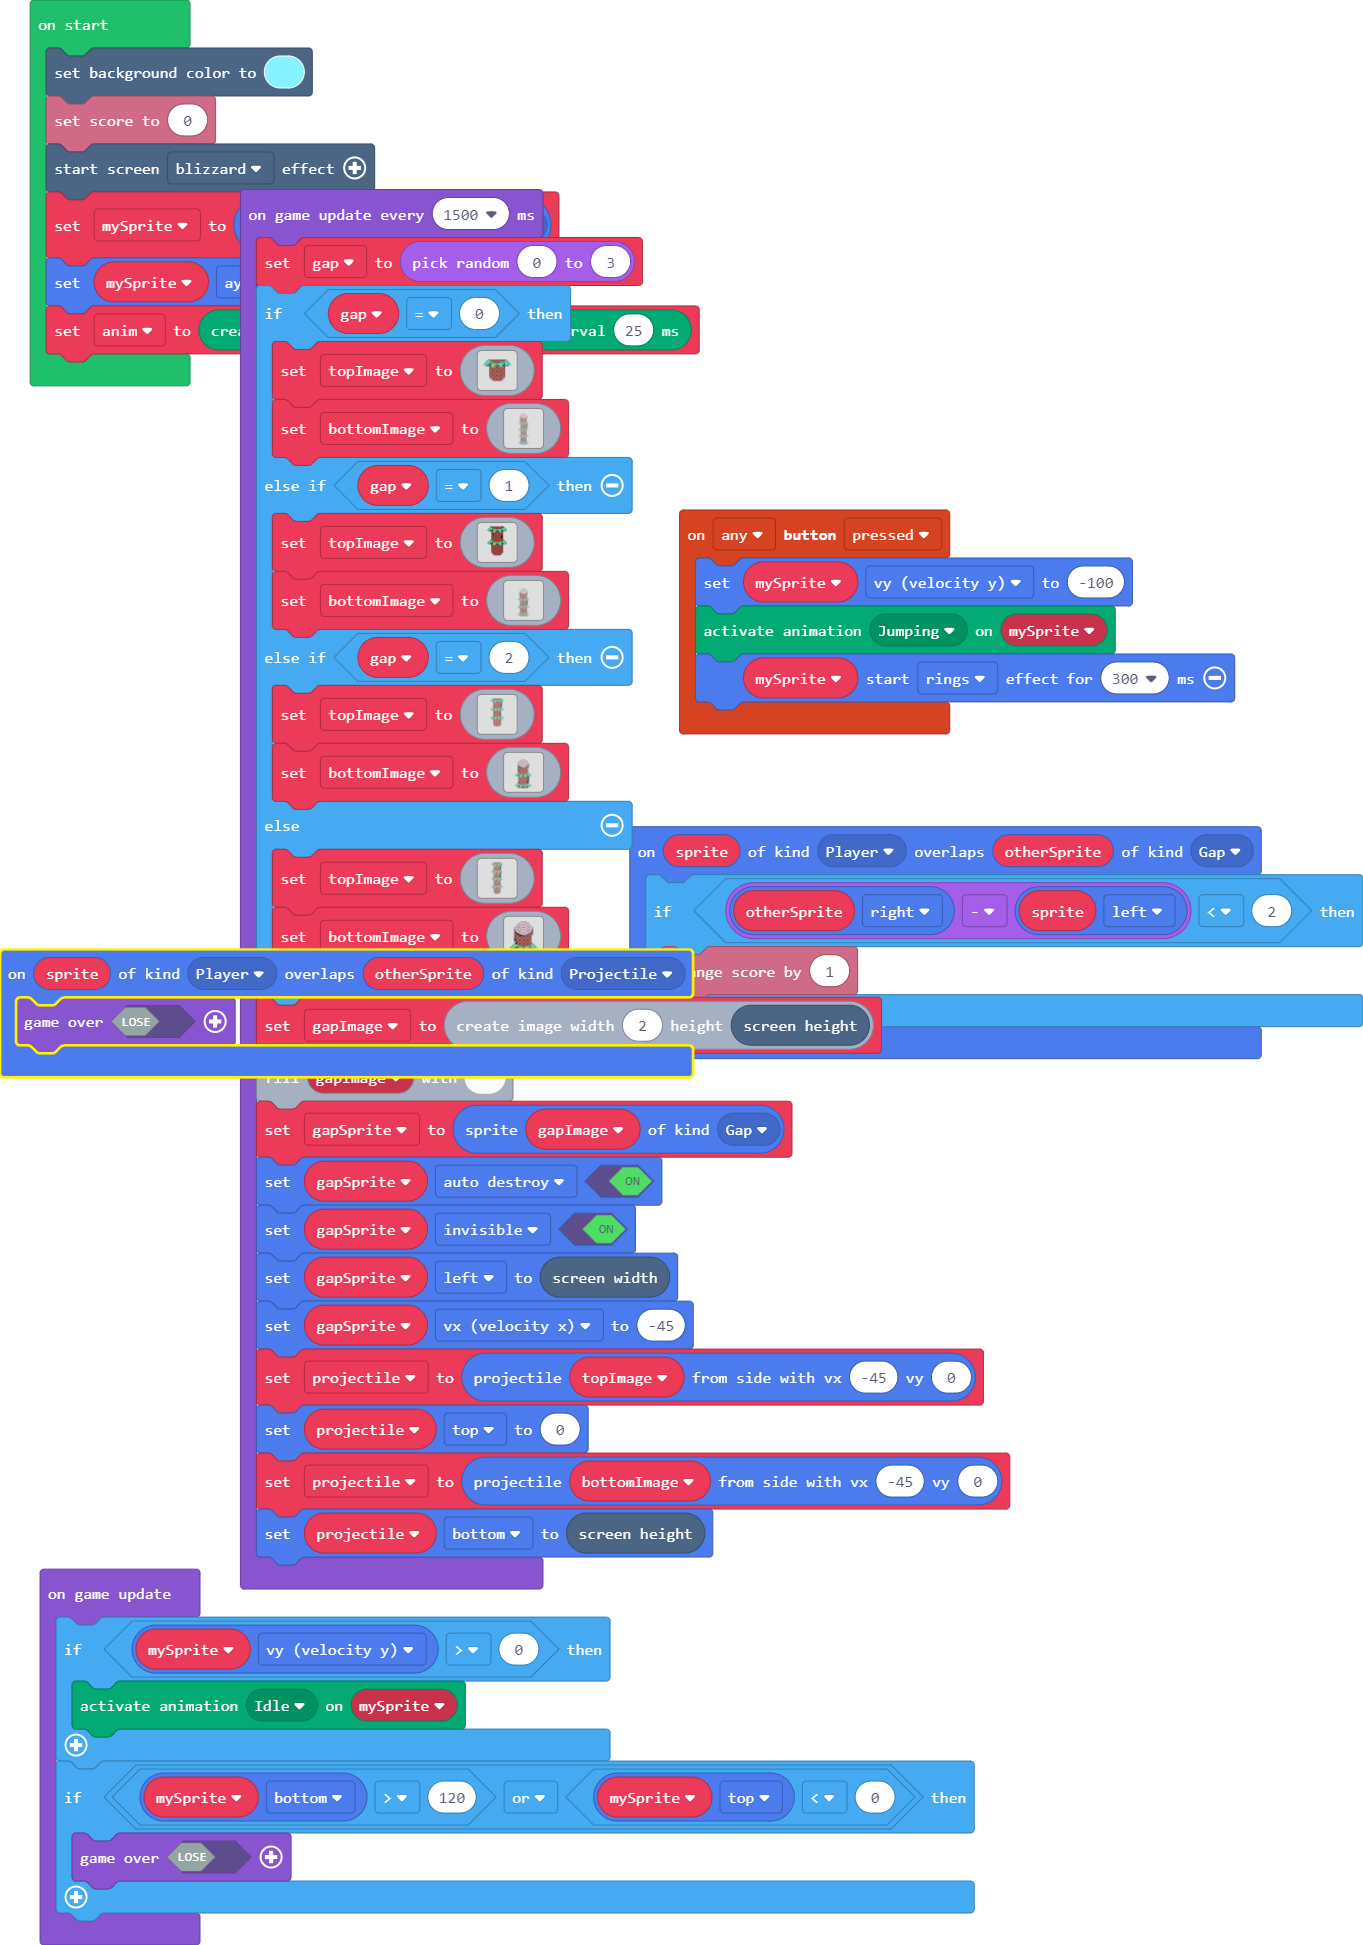 on start
set background color to
set score to 0
start screen blizzard effect
set mySprite to
set mySprite ay
set anim to crea rval 25 ms
on game update every 1500 ms
set gap to pick random 0 to 3
if gap = 0 then
set topImage to
set bottomImage to
else if gap = 1 then
set topImage to
set bottomImage to
else if gap = 2 then
set topImage to
set bottomImage to
else
set topImage to
set bottomImage to
set gapImage to create image width 2 height screen height
fill gapImage with
set gapSprite to sprite gapImage of kind Gap
set gapSprite auto destroy ON
set gapSprite invisible ON
set gapSprite left to screen width
set gapSprite vx (velocity x) to -45
set projectile to projectile topImage from side with vx -45 vy 0
set projectile top to 0
set projectile to projectile bottomImage from side with vx -45 vy 0
set projectile bottom to screen height
on any button pressed
set mySprite vy (velocity y) to -100
activate animation Jumping on mySprite
mySprite start rings effect for 300 ms
on sprite of kind Player overlaps otherSprite of kind Gap
if otherSprite right - sprite left < 2 then
nge score by 1
on sprite of kind Player overlaps otherSprite of kind Projectile
game over LOSE
on game update
if mySprite vy (velocity y) > 0 then
activate animation Idle on mySprite
if mySprite bottom > 120 or mySprite top < 0 then
game over LOSE